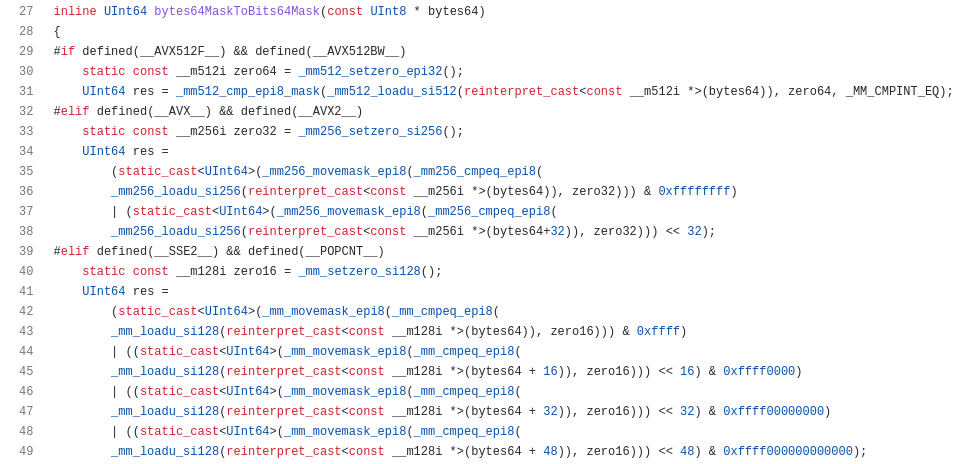 27 inline UInt64 bytes64MaskToBits64Mask(const UInt8 * bytes64)
28 {
29 #if defined(__AVX512F__) && defined(__AVX512BW__)
30     static const __m512i zero64 = _mm512_setzero_epi32();
31     UInt64 res = _mm512_cmp_epi8_mask(_mm512_loadu_si512(reinterpret_cast<const __m512i *>(bytes64)), zero64, _MM_CMPINT_EQ);
32 #elif defined(__AVX__) && defined(__AVX2__)
33     static const __m256i zero32 = _mm256_setzero_si256();
34     UInt64 res =
35         (static_cast<UInt64>(_mm256_movemask_epi8(_mm256_cmpeq_epi8(
36         _mm256_loadu_si256(reinterpret_cast<const __m256i *>(bytes64)), zero32))) & 0xffffffff)
37         | (static_cast<UInt64>(_mm256_movemask_epi8(_mm256_cmpeq_epi8(
38         _mm256_loadu_si256(reinterpret_cast<const __m256i *>(bytes64+32)), zero32))) << 32);
39 #elif defined(__SSE2__) && defined(__POPCNT__)
40     static const __m128i zero16 = _mm_setzero_si128();
41     UInt64 res =
42         (static_cast<UInt64>(_mm_movemask_epi8(_mm_cmpeq_epi8(
43         _mm_loadu_si128(reinterpret_cast<const __m128i *>(bytes64)), zero16))) & 0xffff)
44         | ((static_cast<UInt64>(_mm_movemask_epi8(_mm_cmpeq_epi8(
45         _mm_loadu_si128(reinterpret_cast<const __m128i *>(bytes64 + 16)), zero16))) << 16) & 0xffff0000)
46         | ((static_cast<UInt64>(_mm_movemask_epi8(_mm_cmpeq_epi8(
47         _mm_loadu_si128(reinterpret_cast<const __m128i *>(bytes64 + 32)), zero16))) << 32) & 0xffff00000000)
48         | ((static_cast<UInt64>(_mm_movemask_epi8(_mm_cmpeq_epi8(
49         _mm_loadu_si128(reinterpret_cast<const __m128i *>(bytes64 + 48)), zero16))) << 48) & 0xffff000000000000);